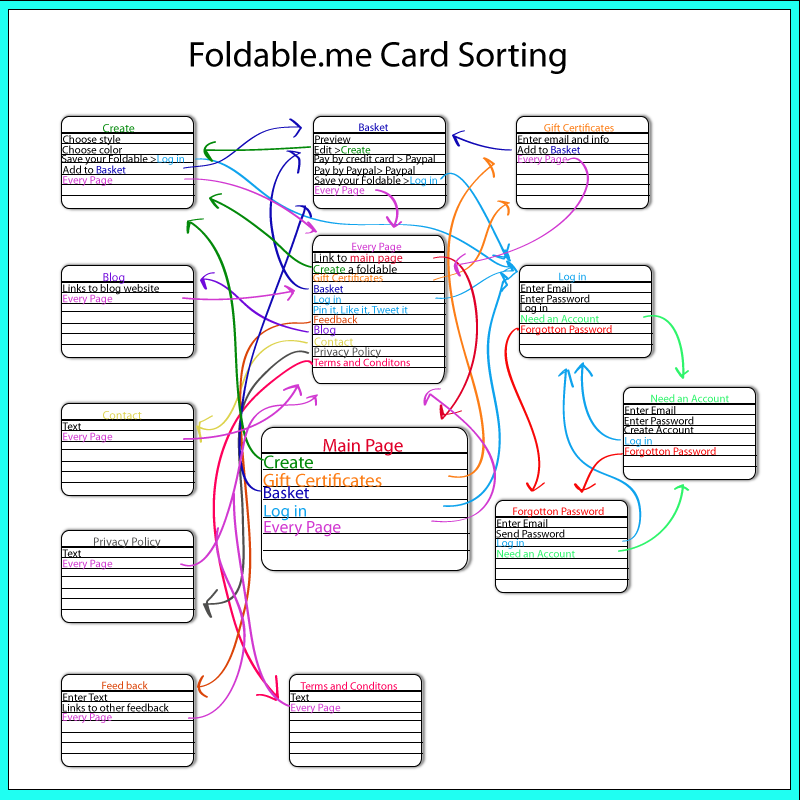 Foldable.me Card Sorting
Create
Choose style
Choose color
Save your Foldable >Log in
Add to Basket
Every Page
Basket
Preview
Edit >Create
Pay by credit card > Paypal
Pay by Paypal> Paypal
Save your Foldable >Log in
Every Page
Gift Certificates
Enter email and info
Add to Basket
Every Page
Blog
Links to blog website
Every Page
Every Page
Link to main page
Create a foldable
Gift Certificates
Basket
Log in
Pin it, Like it, Tweet it
Feedback
Blog
Contact
Privacy Policy
Terms and Conditons
Log in
Enter Email
Enter Password
Log in
Need an Account
Forgotton Password
Contact
Text
Every Page
Main Page
Create
Gift Certificates
Basket
Log in
Every Page
Need an Account
Enter Email
Enter Password
Create Account
Log in
Forgotton Password
Privacy Policy
Text
Every Page
Forgotton Password
Enter Email
Send Password
Log in
Need an Account
Feed back
Enter Text
Links to other feedback
Every Page
Terms and Conditons
Text
Every Page